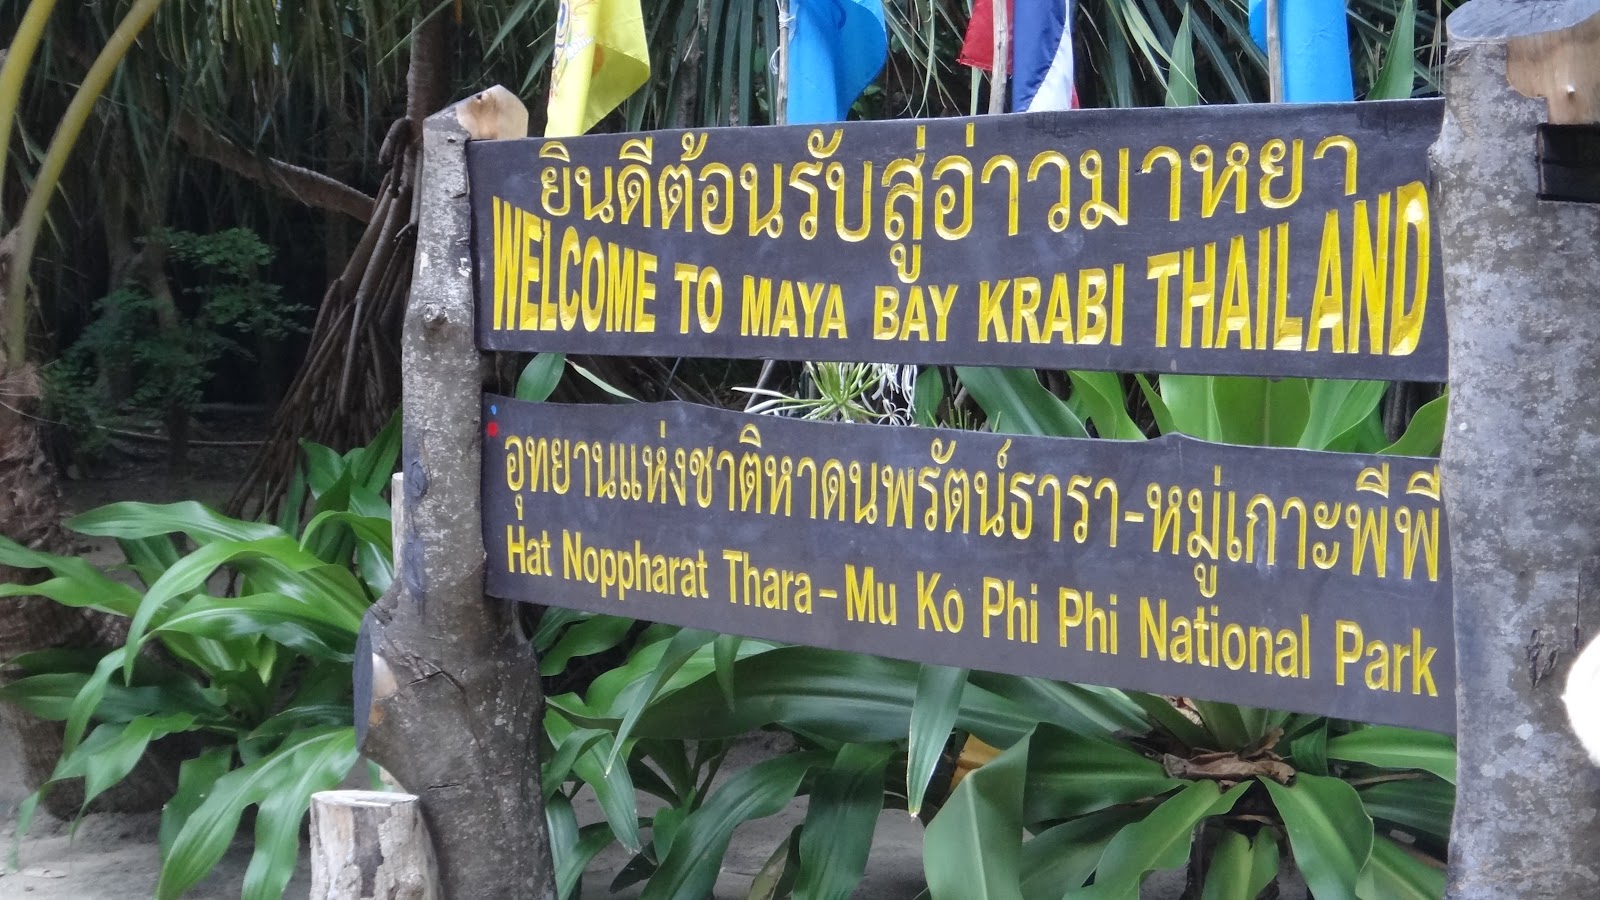 ยินดีต้อนรับสู่อ่าวมาหยา
WELCOME TO MAYA BAY KRABI THAILAND
อุทยานแห่งชาติหาดนพรัตน์ธารา-หมู่เกาะพีพี
Hat Noppharat Thara-Mu Ko Phi Phi National Park